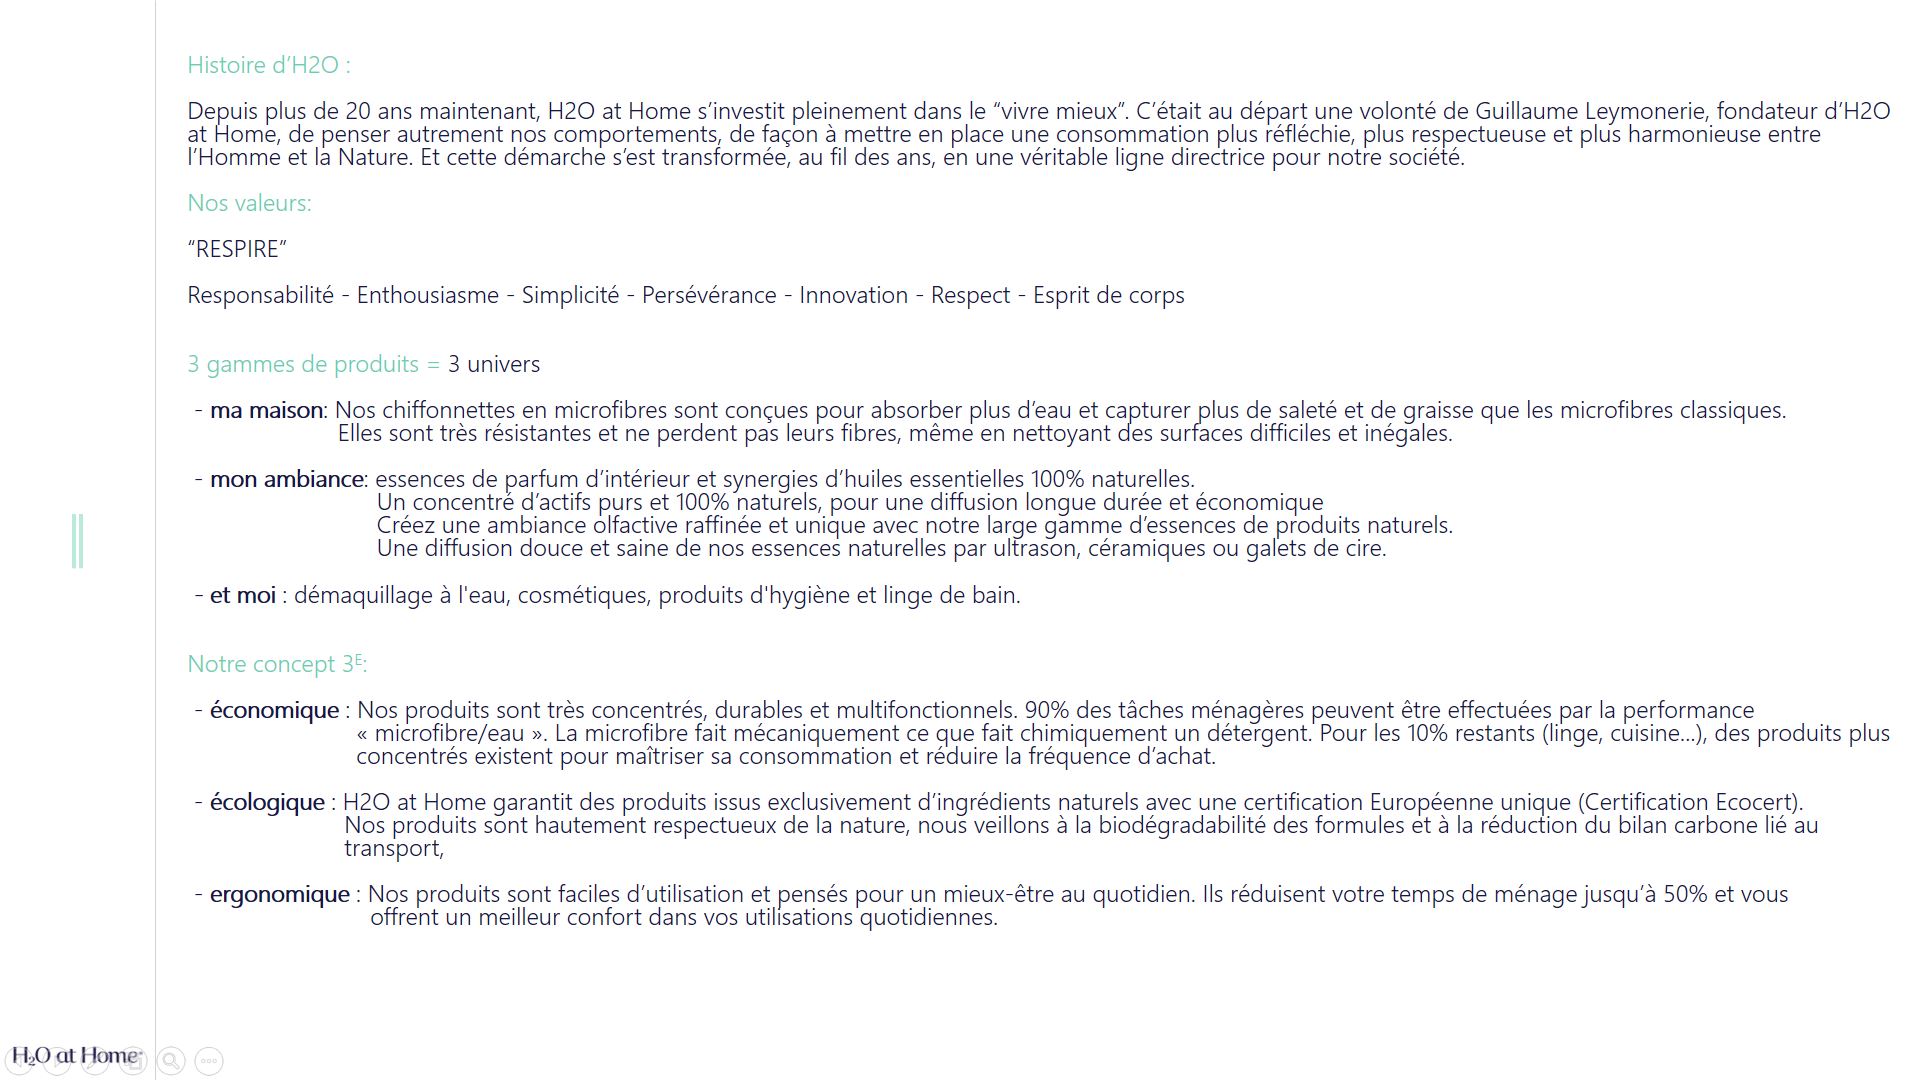 Histoire d’H2O :
Depuis plus de 20 ans maintenant, H2O at Home s’investit pleinement dans le “vivre mieux”. C’était au départ une volonté de Guillaume Leymonerie, fondateur d’H2O
at Home, de penser autrement nos comportements, de façon à mettre en place une consommation plus réfléchie, plus respectueuse et plus harmonieuse entre
l’Homme et la Nature. Et cette démarche s’est transformée, au fil des ans, en une véritable ligne directrice pour notre société.
Nos valeurs:
“RESPIRE”
Responsabilité - Enthousiasme - Simplicité - Persévérance - Innovation - Respect - Esprit de corps
3 gammes de produits = 3 univers
- ma maison: Nos chiffonnettes en microfibres sont conçues pour absorber plus d’eau et capturer plus de saleté et de graisse que les microfibres classiques.
Elles sont très résistantes et ne perdent pas leurs fibres, même en nettoyant des surfaces difficiles et inégales.
- mon ambiance: essences de parfum d’intérieur et synergies d’huiles essentielles 100% naturelles.
Un concentré d’actifs purs et 100% naturels, pour une diffusion longue durée et économique
Créez une ambiance olfactive raffinée et unique avec notre large gamme d’essences de produits naturels.
Une diffusion douce et saine de nos essences naturelles par ultrason, céramiques ou galets de cire.
- et moi : démaquillage à l'eau, cosmétiques, produits d'hygiène et linge de bain.
Notre concept 3ᴱ:
- économique : Nos produits sont très concentrés, durables et multifonctionnels. 90% des tâches ménagères peuvent être effectuées par la performance
« microfibre/eau ». La microfibre fait mécaniquement ce que fait chimiquement un détergent. Pour les 10% restants (linge, cuisine...), des produits plus
concentrés existent pour maîtriser sa consommation et réduire la fréquence d’achat.
- écologique : H2O at Home garantit des produits issus exclusivement d’ingrédients naturels avec une certification Européenne unique (Certification Ecocert).
Nos produits sont hautement respectueux de la nature, nous veillons à la biodégradabilité des formules et à la réduction du bilan carbone lié au
transport,
- ergonomique : Nos produits sont faciles d’utilisation et pensés pour un mieux-être au quotidien. Ils réduisent votre temps de ménage jusqu’à 50% et vous
offrent un meilleur confort dans vos utilisations quotidiennes.
H₂O at Home